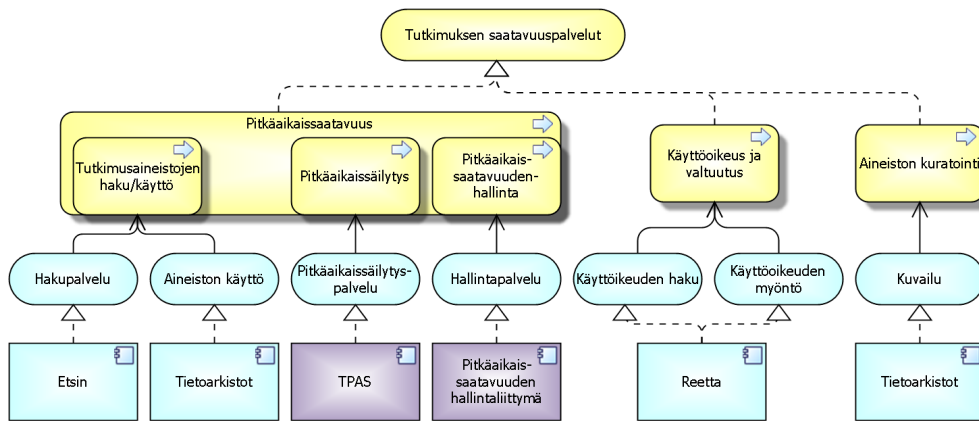 Tutkimuksen saatavuuspalvelut
Pitkäaikaissaatavuus
Tutkimusaineistojen
haku/käyttö
Pitkäaikaissäilytys
Pitkäaikais-
saatavuuden-
hallinta
Käyttöoikeus ja
valtuutus
Aineiston kuratointi
Hakupalvelu
Aineiston käyttö
Pitkäaikaissäilytys-
palvelu
Hallintapalvelu
Käyttöikeuden haku
Käyttöoikeuden
myöntö
Kuvailu
Etsin
Tietoarkistot
TPAS
Pitkäaikais-
saatavuuden
hallintaliittymä
Reetta
Tietoarkistot